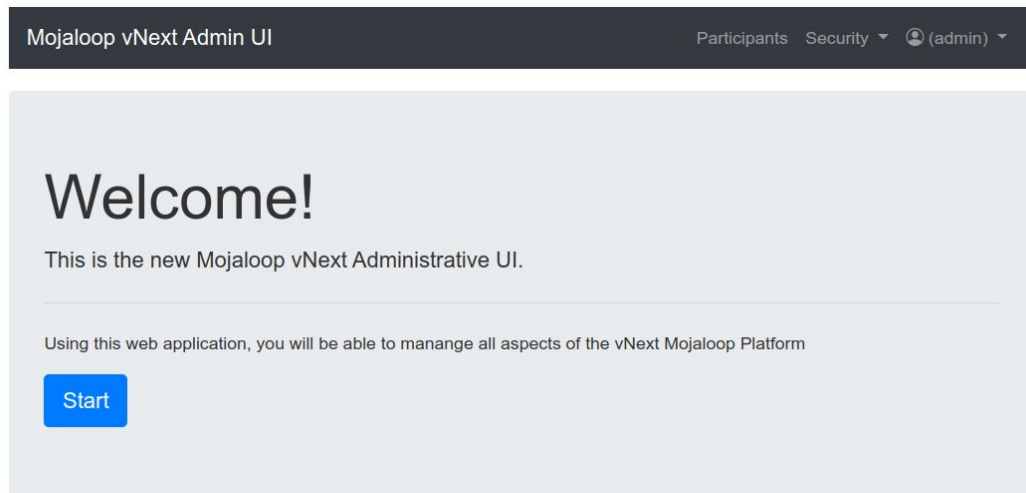 Mojaloop vNext Admin UI Participants Security (admin)
Welcome!
This is the new Mojaloop vNext Administrative UI.
Using this web application, you will be able to manange all aspects of the vNext Mojaloop Platform
Start